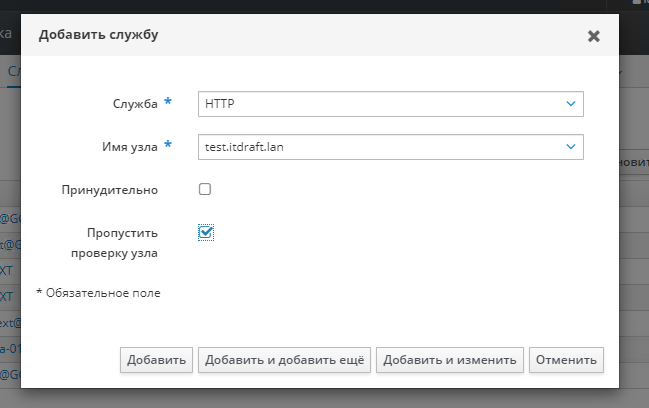 Добавить службу
Служба *
HTTP
Имя узла *
test.itdraft.lan
Принудительно
Пропустить
проверку узла
* Обязательное поле
Добавить
Добавить и добавить ещё
Добавить и изменить
Отменить